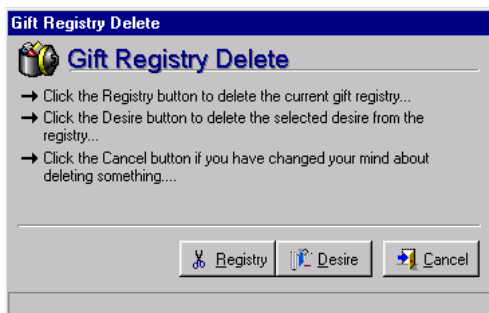 Gift Registry Delete
Gift Registry Delete
Click the Registry button to delete the current gift registry...
Click the Desire button to delete the selected desire from the
registry...
Click the Cancel button if you have changed your mind about
deleting something....
Registry Desire Cancel